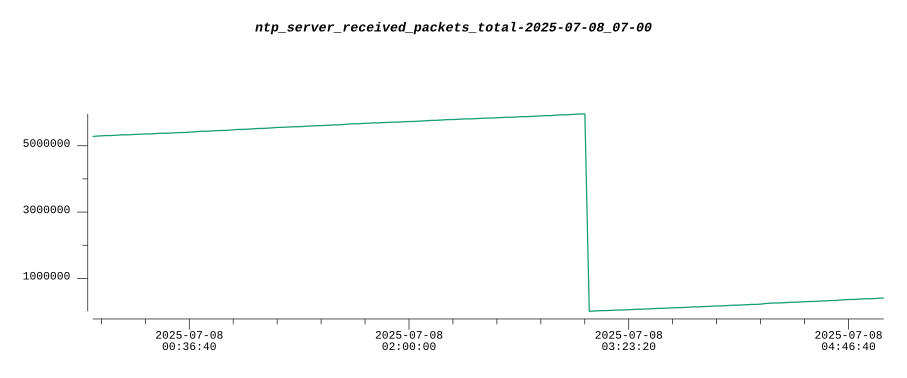 ntp_server_received_packets_total-2025-07-08_07-00
5000000
3000000
1000000
2025-07-08 2025-07-08 2025-07-08 2025-07-08
00:36:40 02:00:00 03:23:20 04:46:40